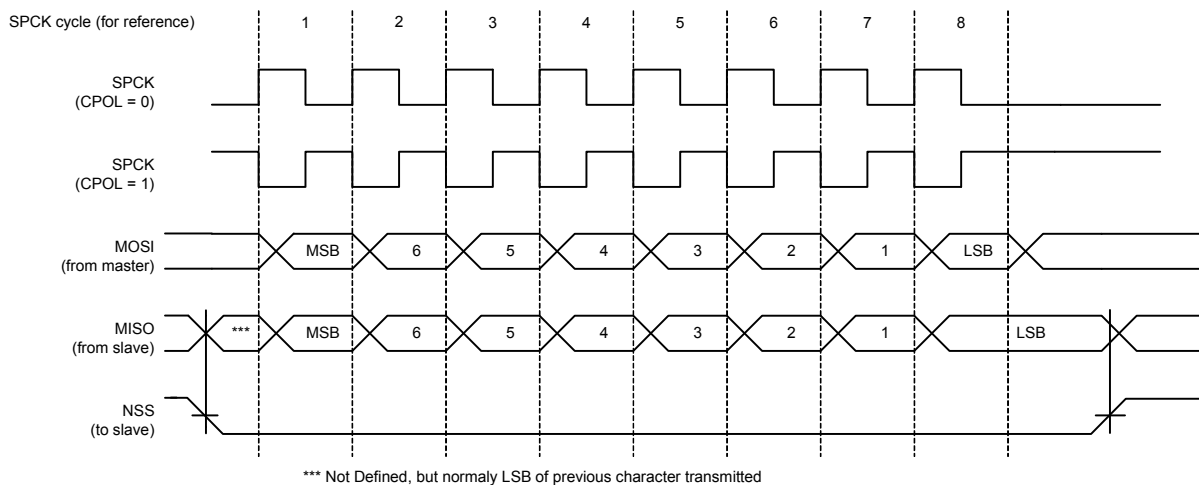 SPCK cycle (for reference) 1 2 3 4 5 6 7 8
SPCK
(CPOL = 0)
SPCK
(CPOL = 1)
MOSI
(from master)
MSB 6 5 4 3 2 1 LSB
MISO
(from slave)
*** MSB 6 5 4 3 2 1 LSB
NSS
(to slave)
*** Not Defined, but normaly LSB of previous character transmitted